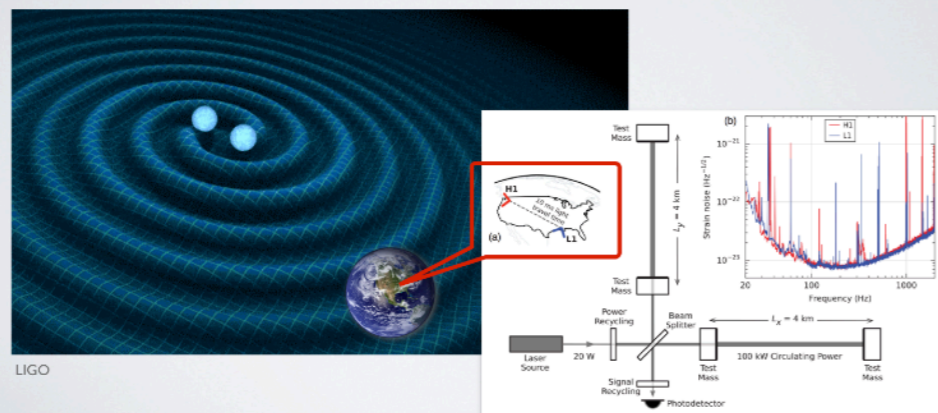 LIGO
H1
10 ms light
travel time
L1
(a)
Test
Mass
L_y = 4 km
Test
Mass
Power
Recycling
Beam
Splitter
L_x = 4 km
Laser
Source
20 W
100 kW Circulating Power
Test
Mass
Test
Mass
Signal
Recycling
Photodetector
(b)
H1
L1
Strain noise (Hz^-1/2)
10^-21
10^-22
10^-23
20
100
1000
Frequency (Hz)